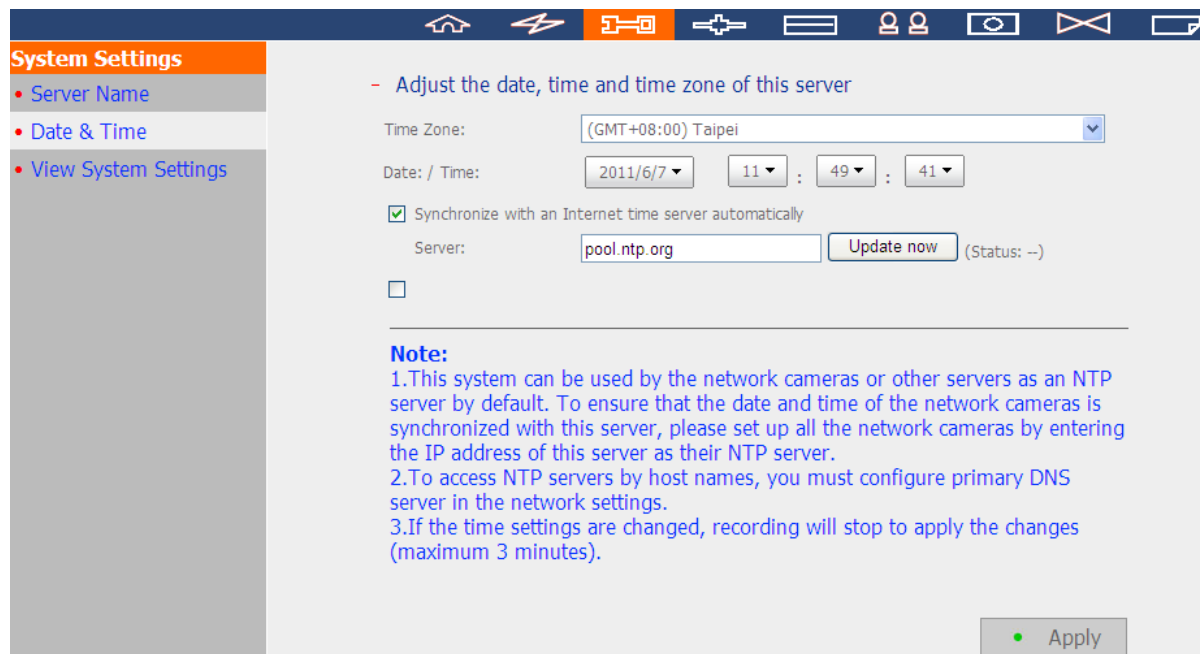 System Settings
• Server Name
• Date & Time
• View System Settings
– Adjust the date, time and time zone of this server
Time Zone: (GMT+08:00) Taipei
Date: / Time: 2011/6/7 11 : 49 : 41
Synchronize with an Internet time server automatically
Server: pool.ntp.org Update now (Status: --)
Note:
1.This system can be used by the network cameras or other servers as an NTP
server by default. To ensure that the date and time of the network cameras is
synchronized with this server, please set up all the network cameras by entering
the IP address of this server as their NTP server.
2.To access NTP servers by host names, you must configure primary DNS
server in the network settings.
3.If the time settings are changed, recording will stop to apply the changes
(maximum 3 minutes).
• Apply